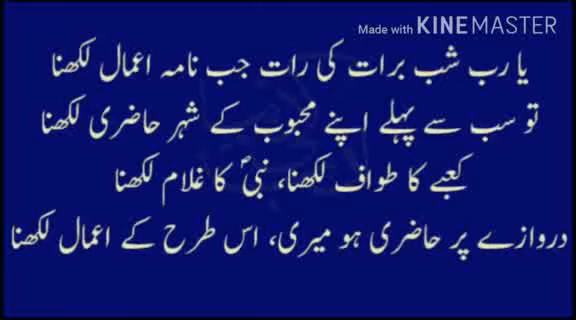 Made with KINEMASTER
یا رب شب برات کی رات جب نامہ اعمال لکھنا
تو سب سے پہلے اپنے محبوب کے شہر حاضری لکھنا
کعبے کا طواف لکھنا، نبیؐ کا غلام لکھنا
دروازے پر حاضری ہو میری، اس طرح کے اعمال لکھنا